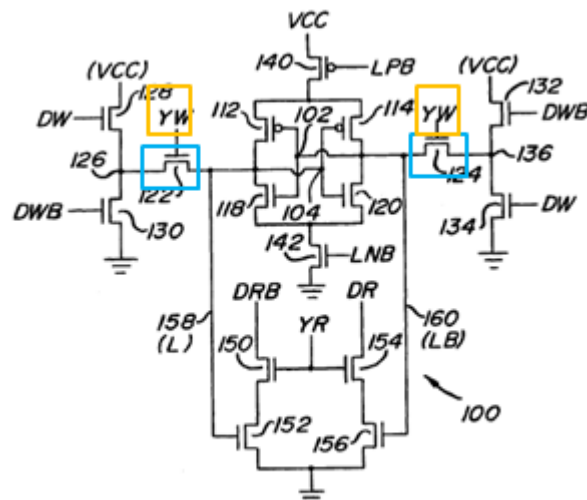 VCC
140
LPB
(VCC)
(VCC)
128
YW
112
102
114
YW
132
DW
DWB
126
136
122
124
118
104
120
DWB
130
134
DW
142
LNB
DRB
DR
158
(L)
YR
160
(LB)
150
154
152
156
100